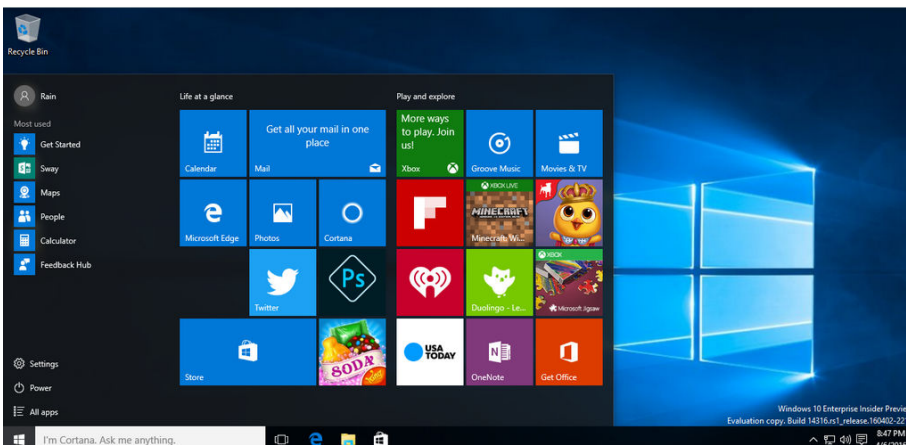 Recycle Bin
Rain
Most used
Get Started
Sway
Maps
People
Calculator
Feedback Hub
Settings
Power
All apps
Life at a glance
Calendar
Get all your mail in one
place
Mail
Microsoft Edge
Photos
Cortana
Twitter
Ps
Store
SODA
Play and explore
More ways
to play. Join
us!
Xbox
Groove Music
Movies & TV
XBOX LIVE
MINECRAFT
Minecraft: Wi...
Duolingo - Le...
XBOX
Microsoft Jigsaw
USA
TODAY
N
OneNote
Get Office
Windows 10 Enterprise Insider Previe
Evaluation copy. Build 14316.rs1_release.160402-22
I'm Cortana. Ask me anything.
8:47 PM